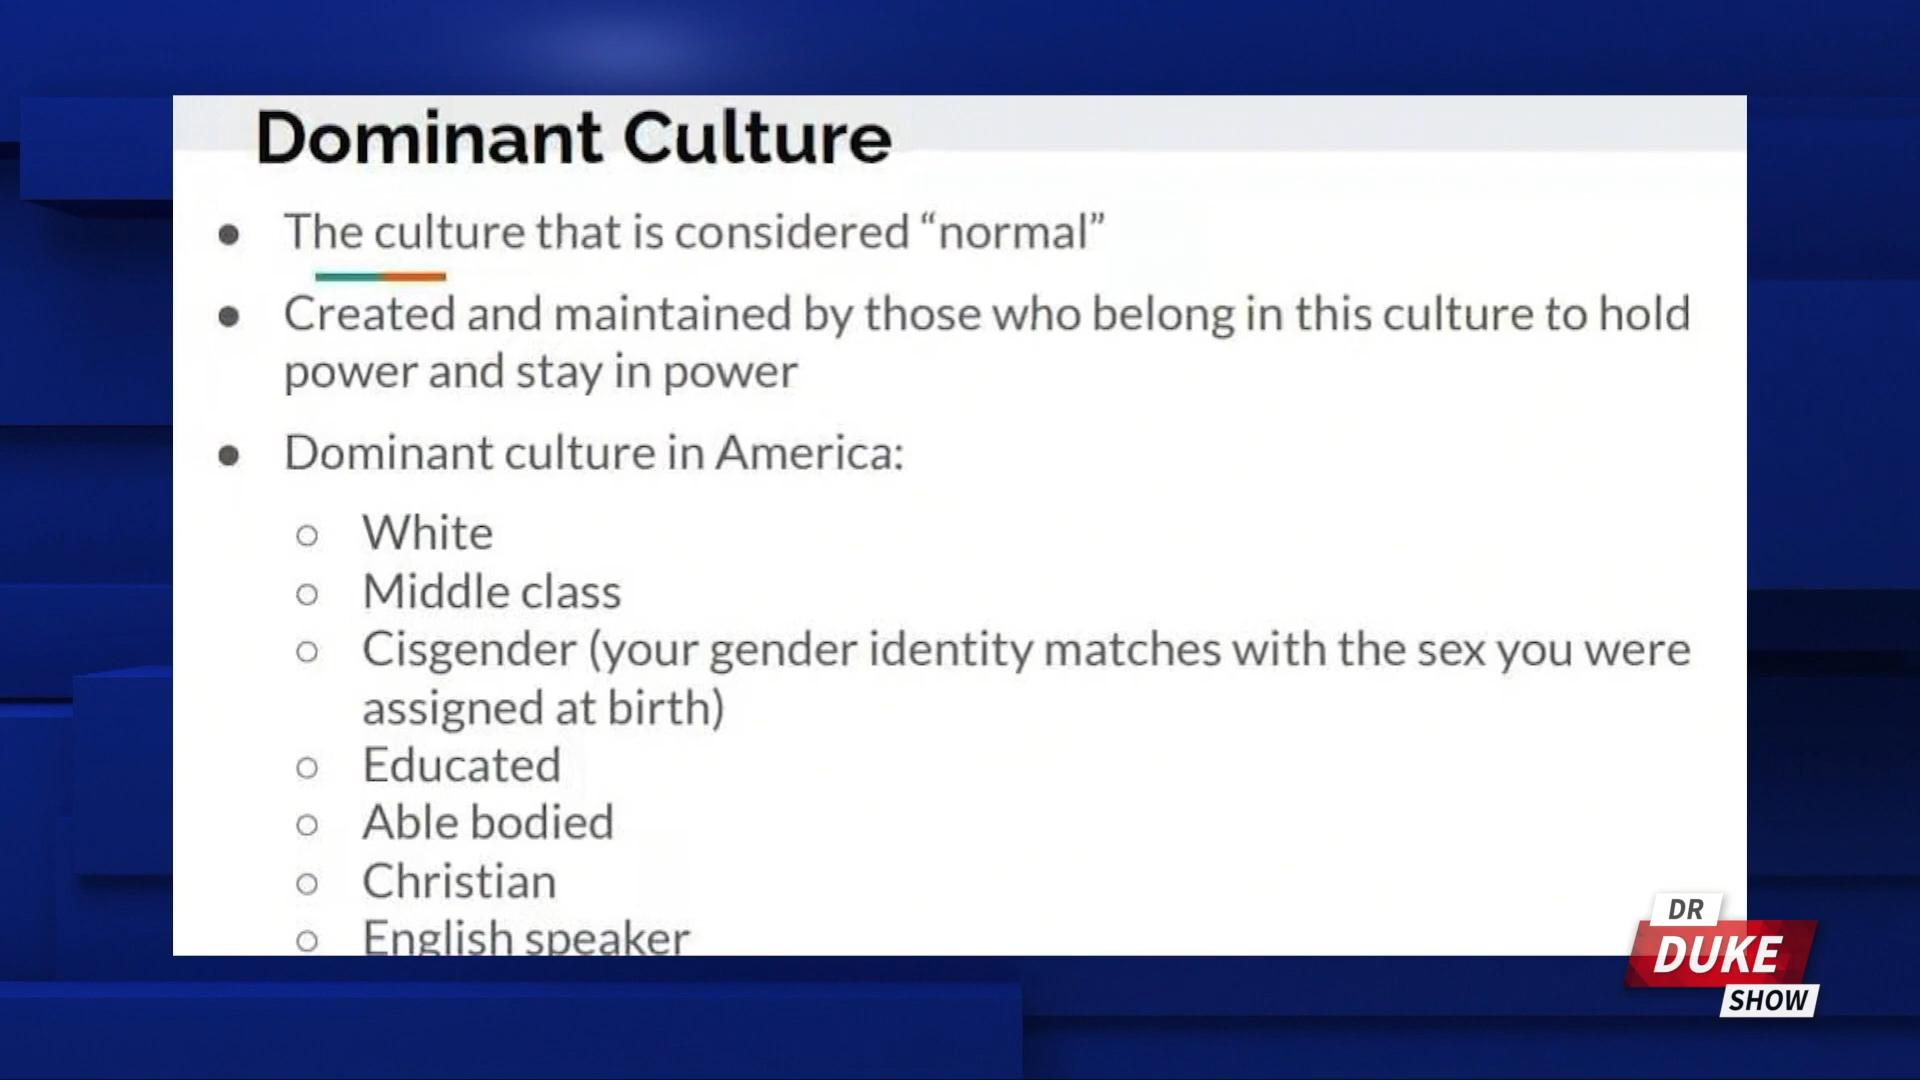 Dominant Culture
● The culture that is considered “normal”
● Created and maintained by those who belong in this culture to hold
power and stay in power
● Dominant culture in America:
○ White
○ Middle class
○ Cisgender (your gender identity matches with the sex you were
assigned at birth)
○ Educated
○ Able bodied
○ Christian
○ English speaker
DR
DUKE
SHOW